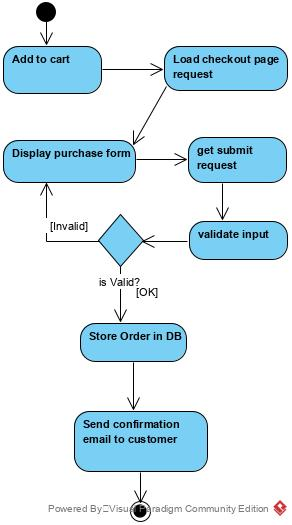 Add to cart
Load checkout page
request
Display purchase form
get submit
request
[Invalid]
validate input
is Valid?
[OK]
Store Order in DB
Send confirmation
email to customer
Powered By Visual Paradigm Community Edition